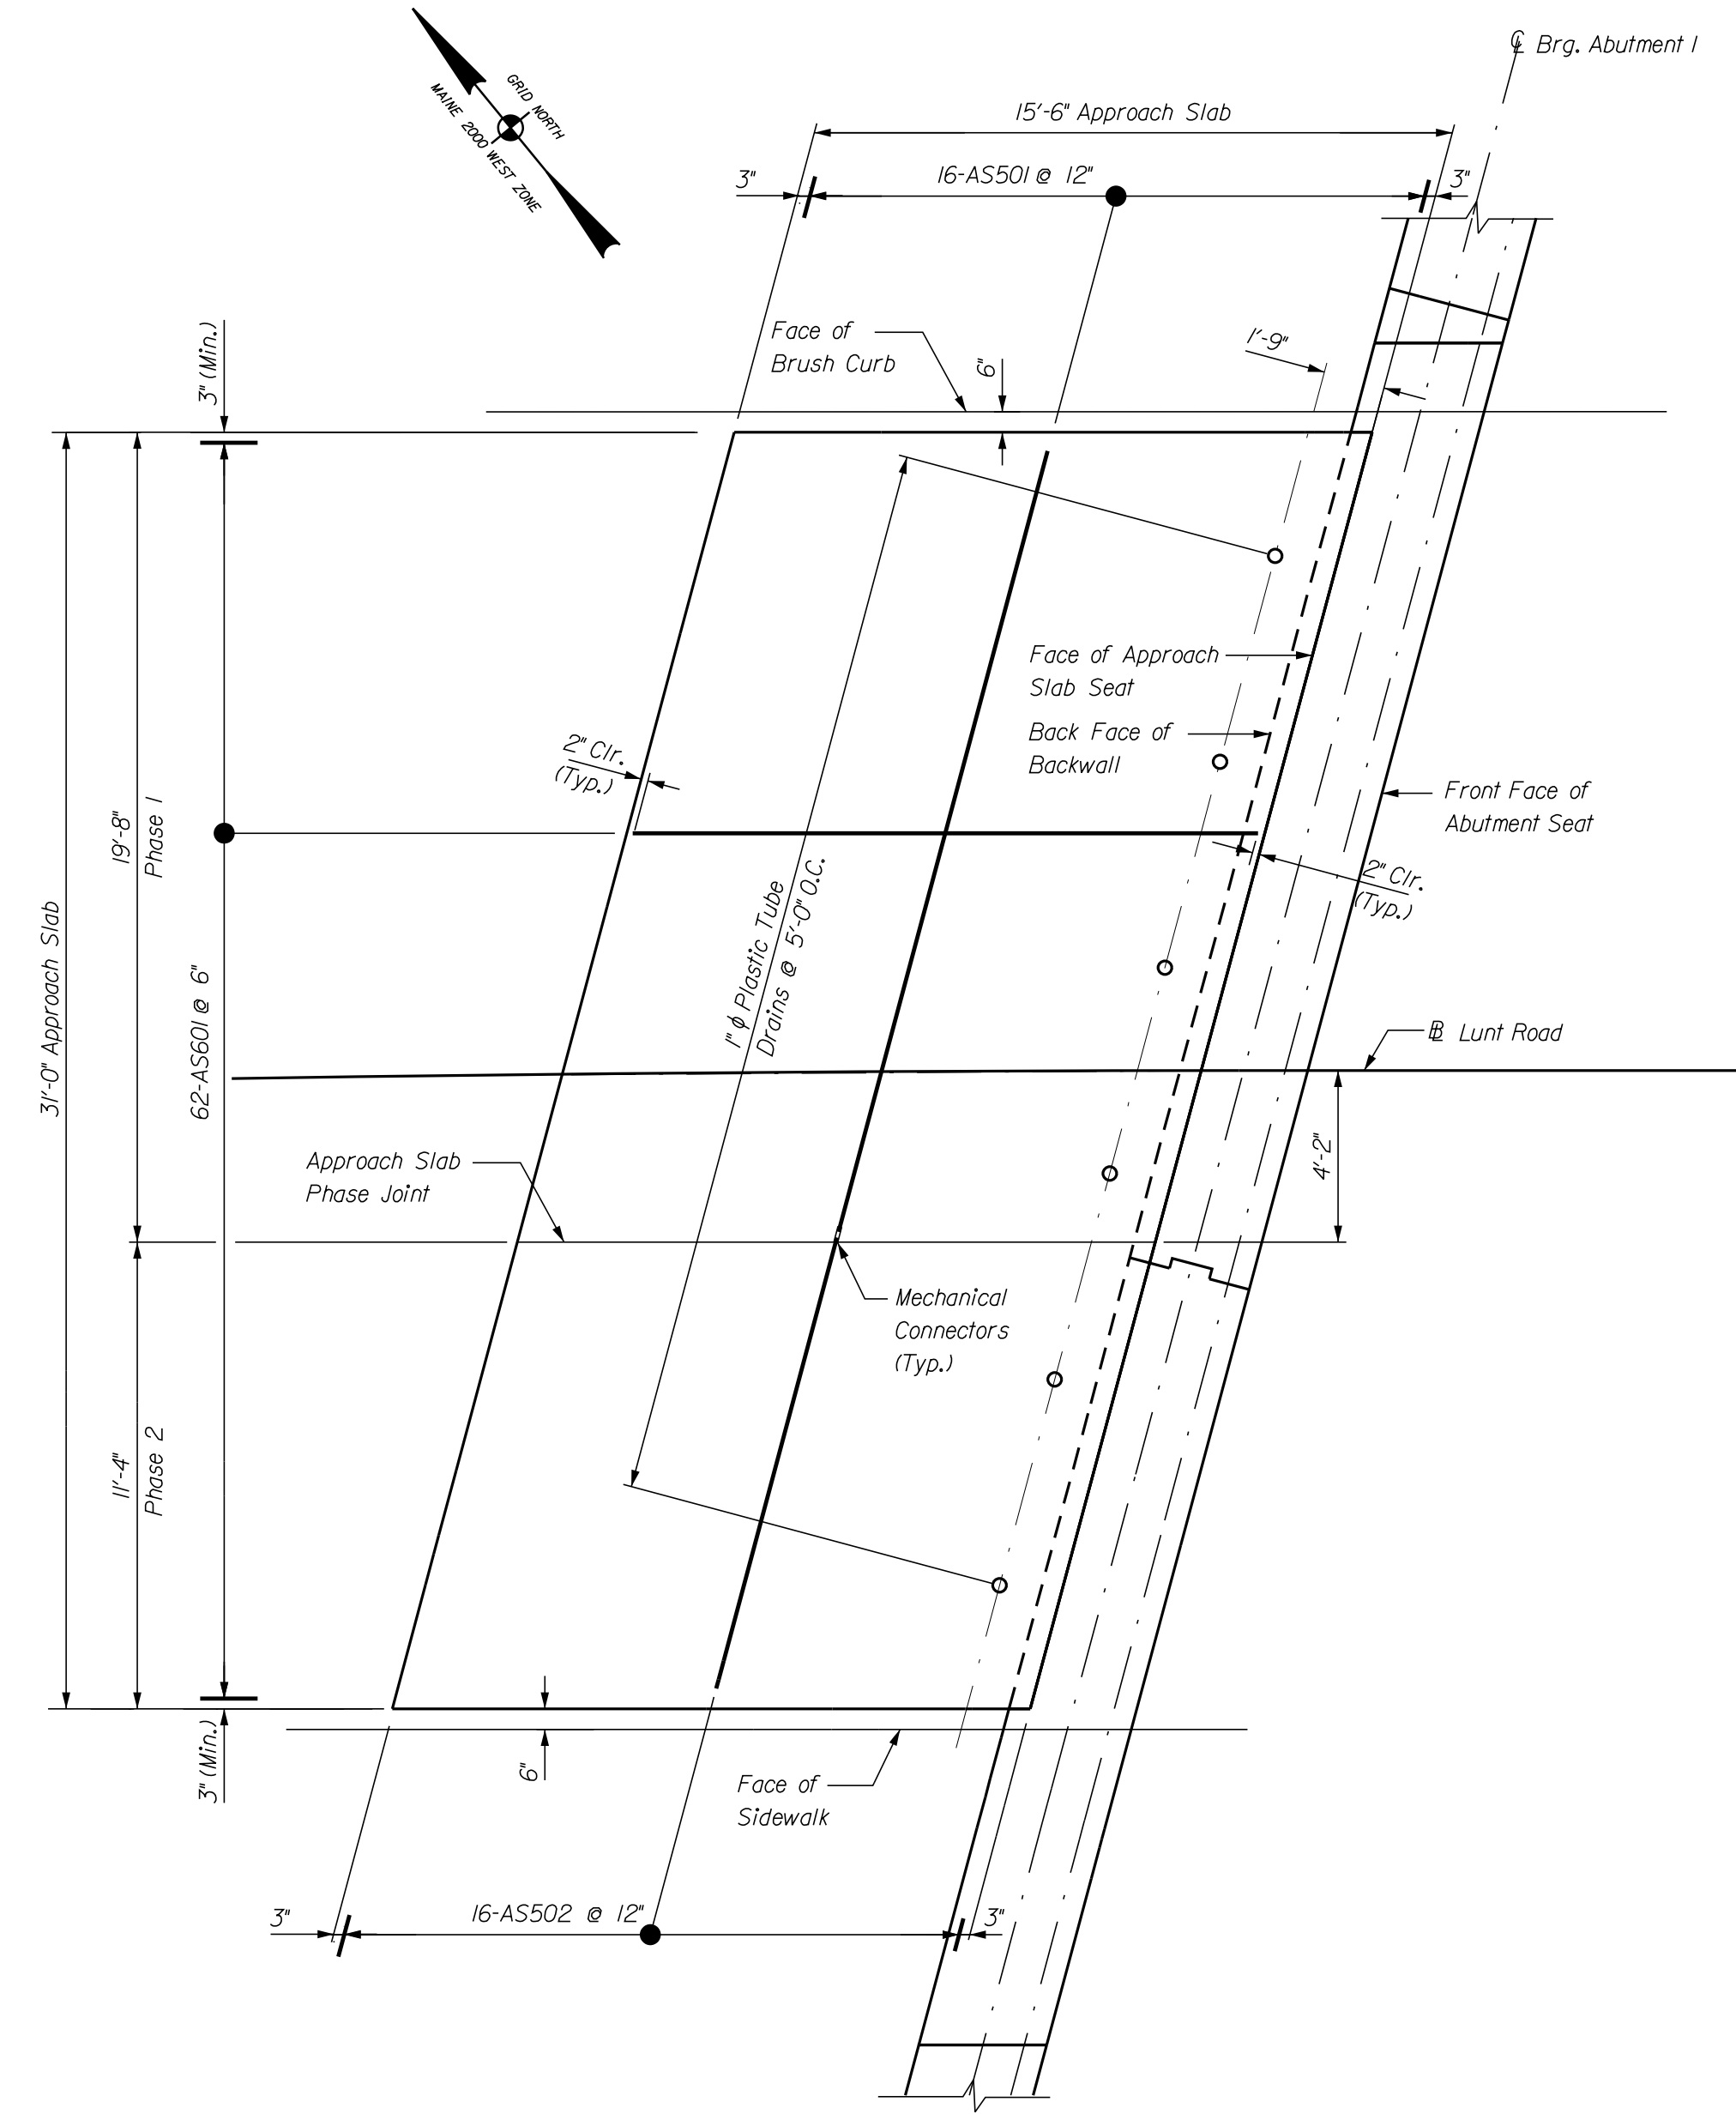 ℄ Brg. Abutment 1
GRID NORTH
MAINE 2000 WEST ZONE
15'-6" Approach Slab
3"
16-AS501 @ 12"
3"
3" (Min.)
Face of
Brush Curb
6"
1'-9"
Face of Approach
Slab Seat
Back Face of
Backwall
2" Clr.
(Typ.)
Front Face of
Abutment Seat
19'-8"
Phase 1
2" Clr.
(Typ.)
31'-0" Approach Slab
62-AS601 @ 6"
1" ϕ Plastic Tube
Drains @ 5'-0" O.C.
BL Lunt Road
4'-2"
Approach Slab
Phase Joint
Mechanical
Connectors
(Typ.)
11'-4"
Phase 2
3" (Min.)
6"
Face of
Sidewalk
3"
16-AS502 @ 12"
3"